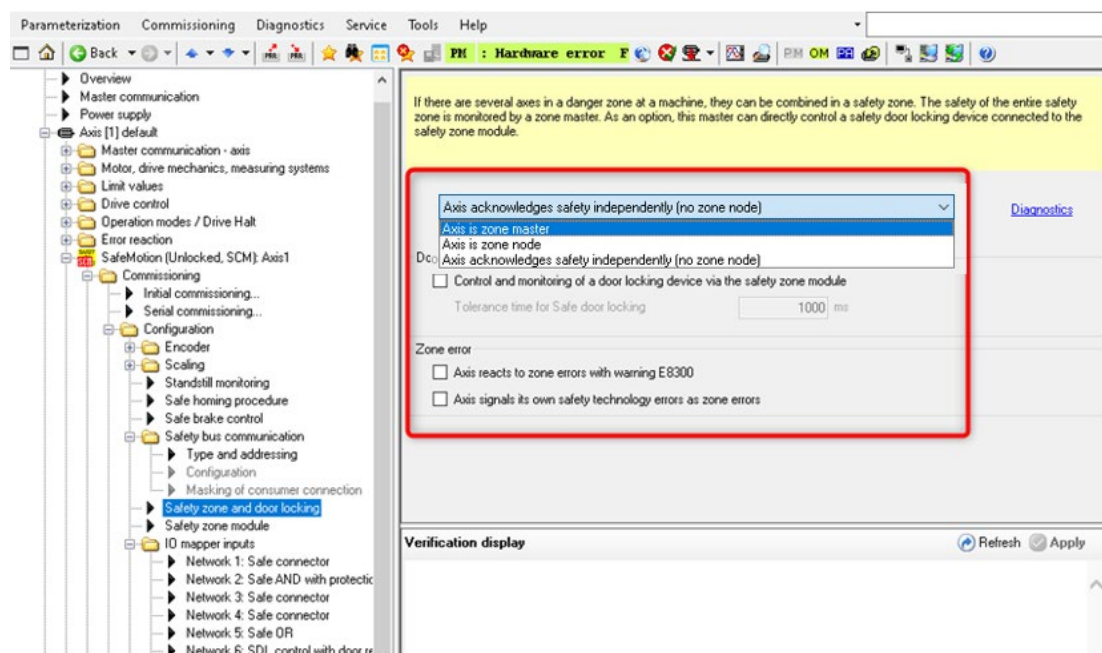 Parameterization Commissioning Diagnostics Service Tools Help
Back PM : Hardware error F PM OM
Overview
Master communication
Power supply
Axis [1] default
Master communication - axis
Motor, drive mechanics, measuring systems
Limit values
Drive control
Operation modes / Drive Halt
Error reaction
SafeMotion (Unlocked, SCM): Axis1
Commissioning
Initial commissioning...
Serial commissioning...
Configuration
Encoder
Scaling
Standstill monitoring
Safe homing procedure
Safe brake control
Safety bus communication
Type and addressing
Configuration
Masking of consumer connection
Safety zone and door locking
Safety zone module
IO mapper inputs
Network 1: Safe connector
Network 2: Safe AND with protectic
Network 3: Safe connector
Network 4: Safe connector
Network 5: Safe OR
Network 6: SDL control with door re
If there are several axes in a danger zone at a machine, they can be combined in a safety zone. The safety of the entire safety
zone is monitored by a zone master. As an option, this master can directly control a safety door locking device connected to the
safety zone module.
Axis acknowledges safety independently (no zone node)
Diagnostics
Axis is zone master
Axis is zone node
Axis acknowledges safety independently (no zone node)
Control and monitoring of a door locking device via the safety zone module
Tolerance time for Safe door locking 1000 ms
Zone error
Axis reacts to zone errors with warning E8300
Axis signals its own safety technology errors as zone errors
Verification display Refresh Apply